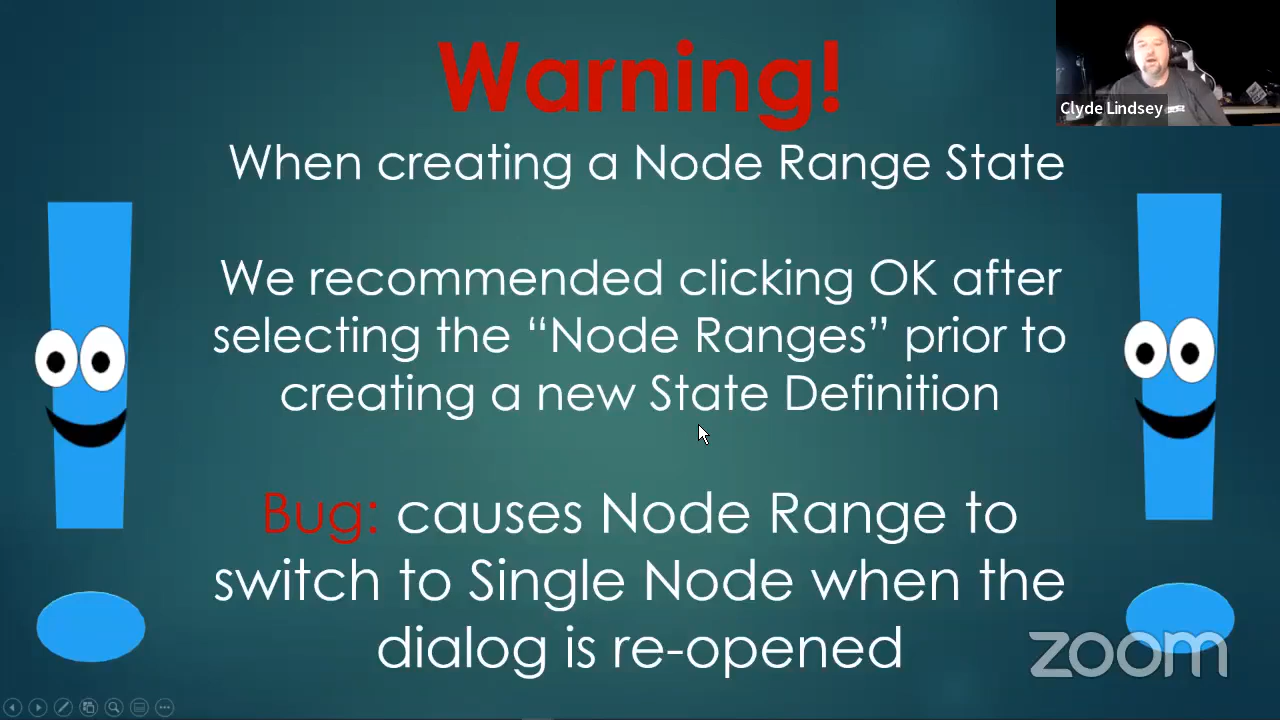 Warning!
Clyde Lindsey
When creating a Node Range State
We recommended clicking OK after
selecting the “Node Ranges” prior to
creating a new State Definition
Bug: causes Node Range to
switch to Single Node when the
dialog is re-opened
zoom